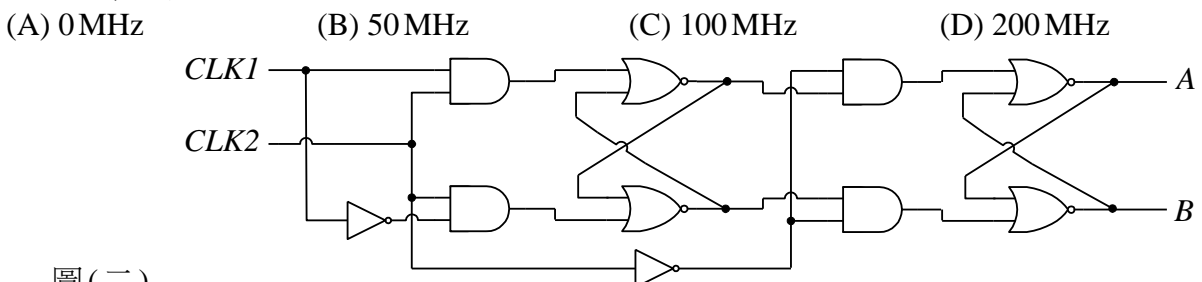 (A) 0 MHz (B) 50 MHz (C) 100 MHz (D) 200 MHz
CLK1
A
CLK2
B
圖(二)